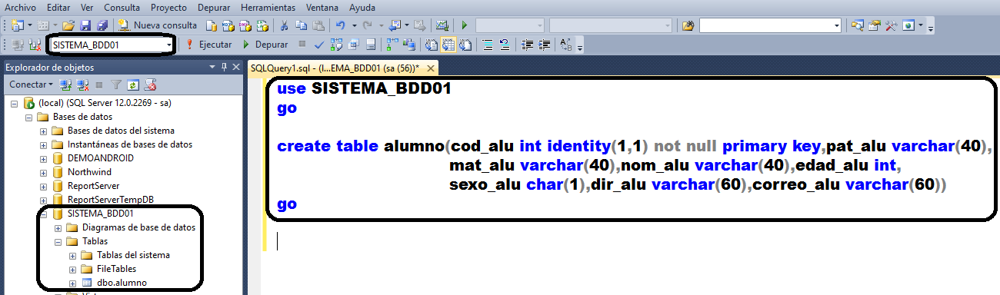 Archivo Editar Ver Consulta Proyecto Depurar Herramientas Ventana Ayuda
Nueva consulta
SISTEMA_BDD01 Ejecutar Depurar
Explorador de objetos
SQLQuery1.sql - (l...EMA_BDD01 (sa (56))*
Conectar
(local) (SQL Server 12.0.2269 - sa)
Bases de datos
Bases de datos del sistema
Instantáneas de bases de datos
DEMOANDROID
Northwind
ReportServer
ReportServerTempDB
SISTEMA_BDD01
Diagramas de base de datos
Tablas
Tablas del sistema
FileTables
dbo.alumno
use SISTEMA_BDD01
go
create table alumno(cod_alu int identity(1,1) not null primary key,pat_alu varchar(40),
mat_alu varchar(40),nom_alu varchar(40),edad_alu int,
sexo_alu char(1),dir_alu varchar(60),correo_alu varchar(60))
go